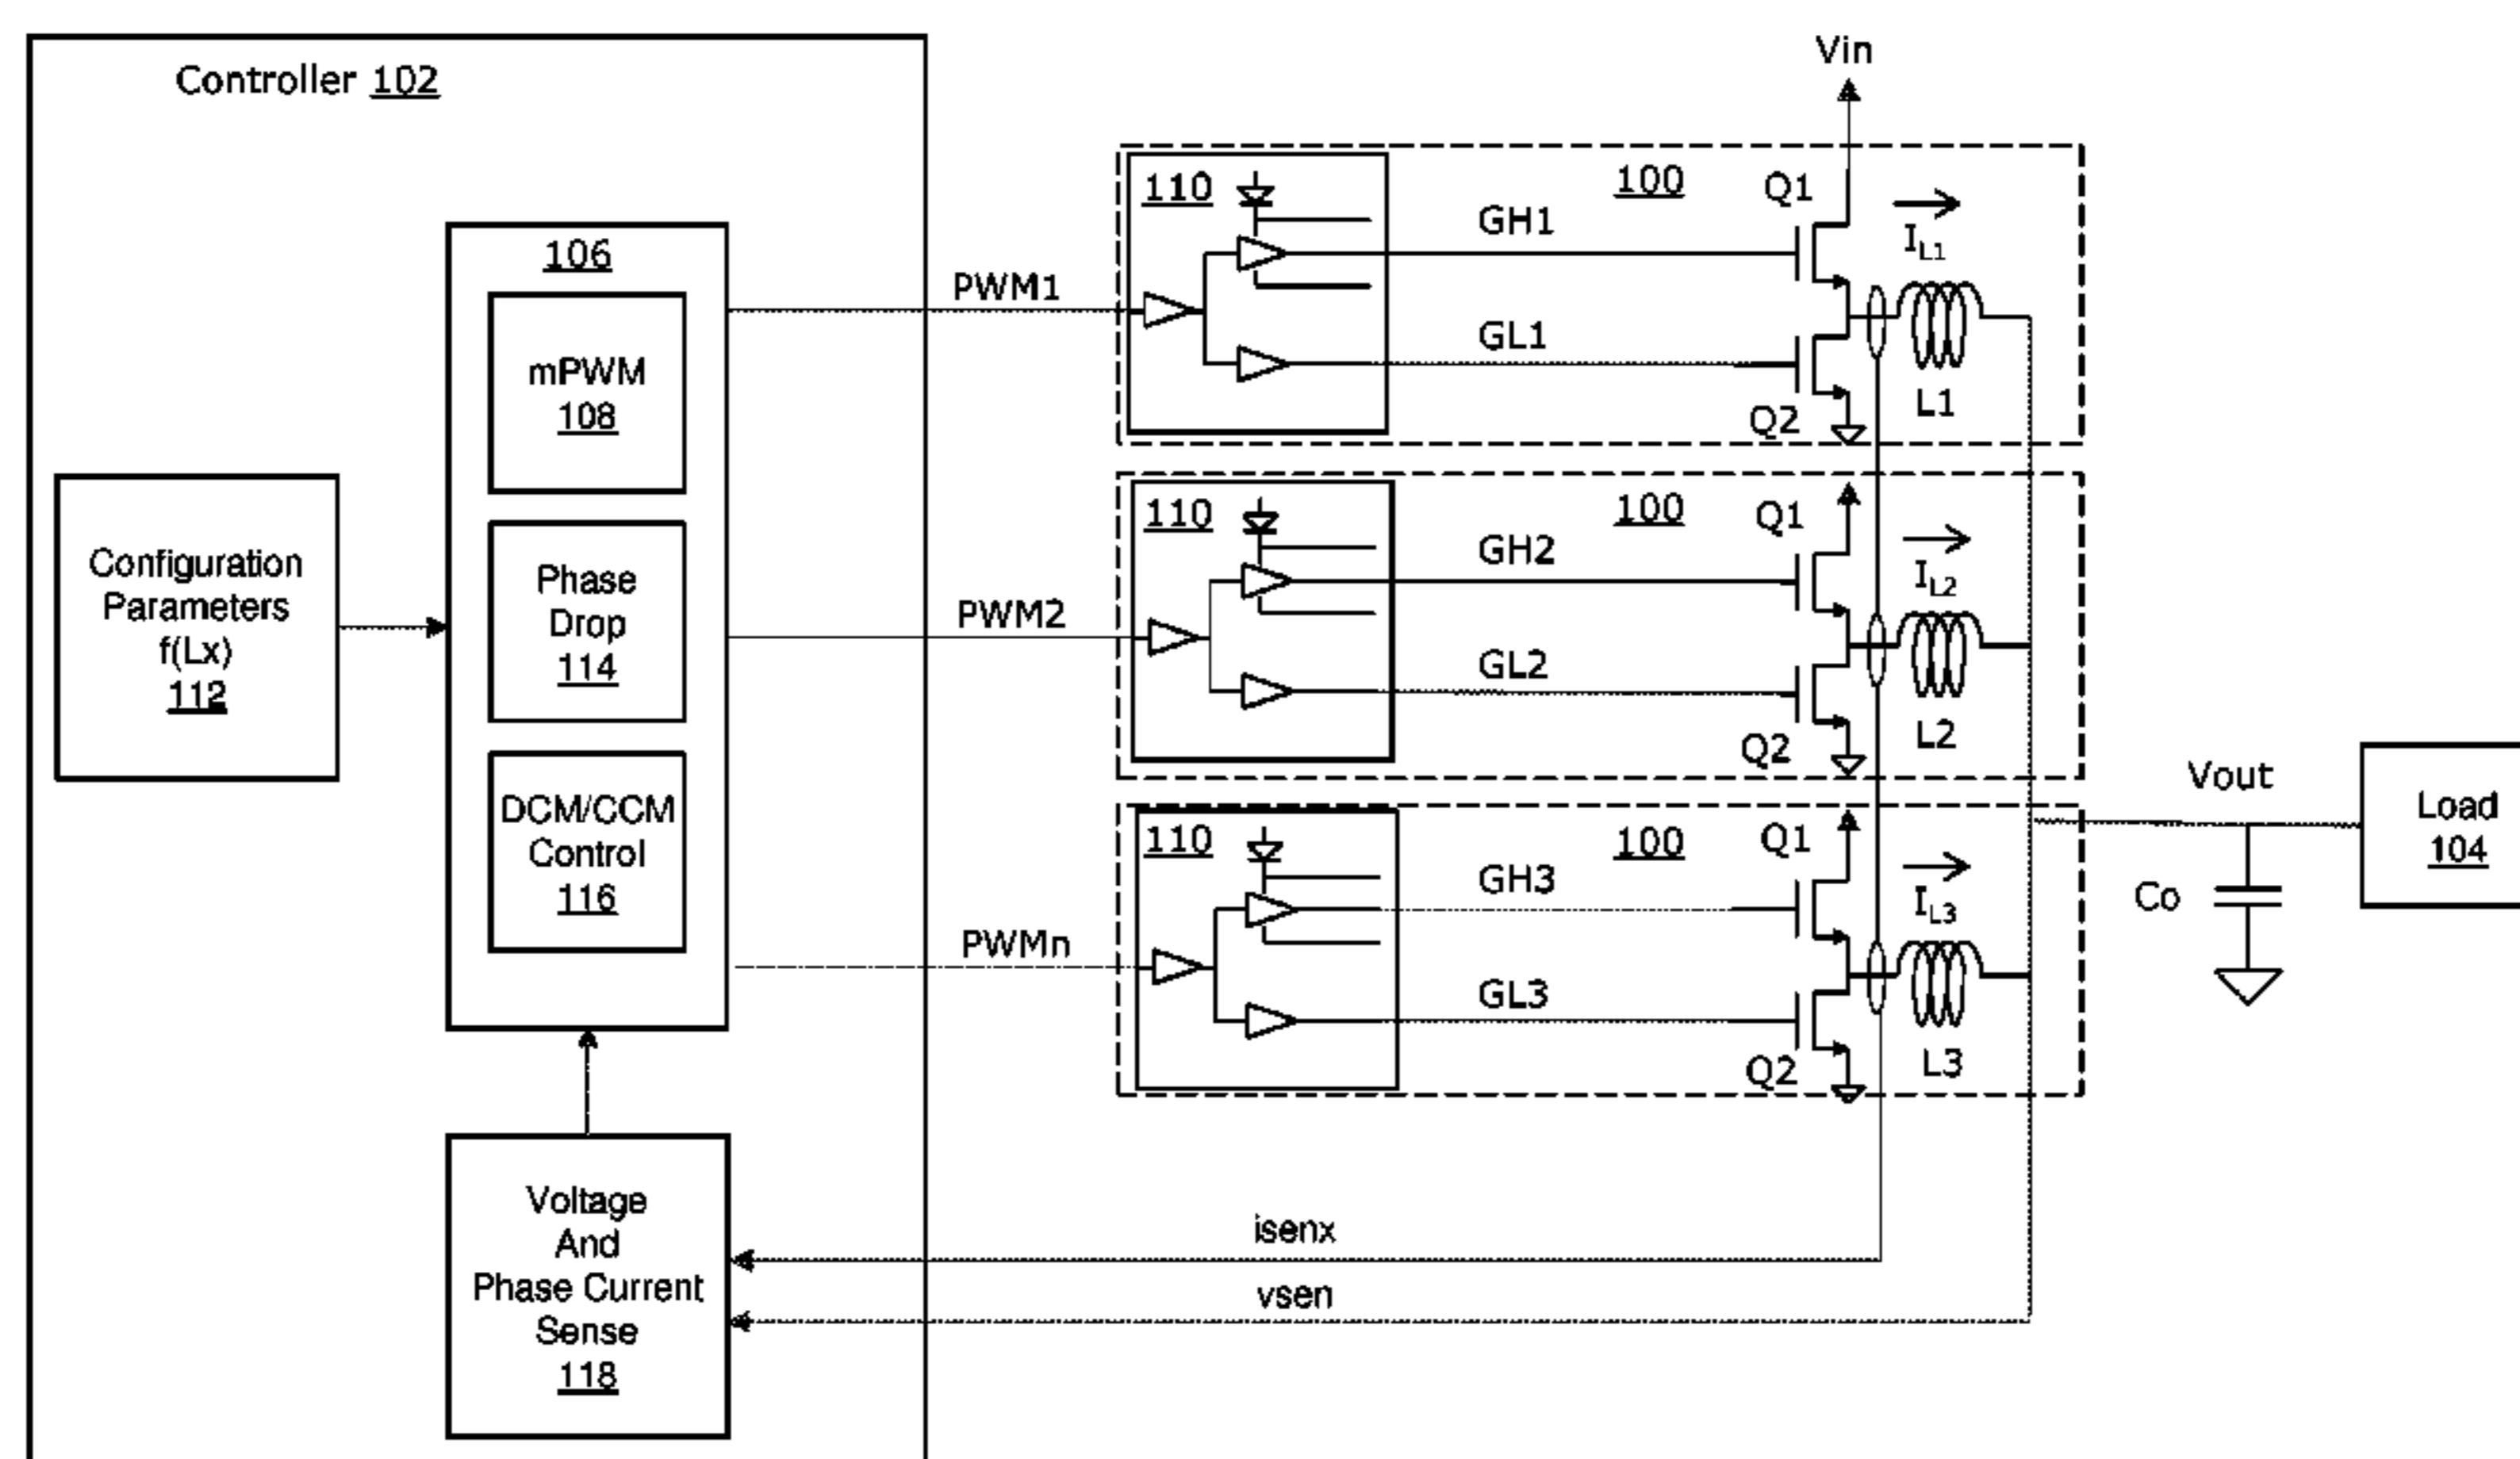 Controller 102
Vin
106
mPWM
108
Phase
Drop
114
DCM/CCM
Control
116
Configuration
Parameters
f(Lx)
112
Voltage
And
Phase Current
Sense
118
PWM1
110
100
GH1
GL1
Q1
Q2
IL1
L1
PWM2
110
100
GH2
GL2
Q1
Q2
IL2
L2
PWMn
110
100
GH3
GL3
Q1
Q2
IL3
L3
Vout
Co
Load
104
isenx
vsen